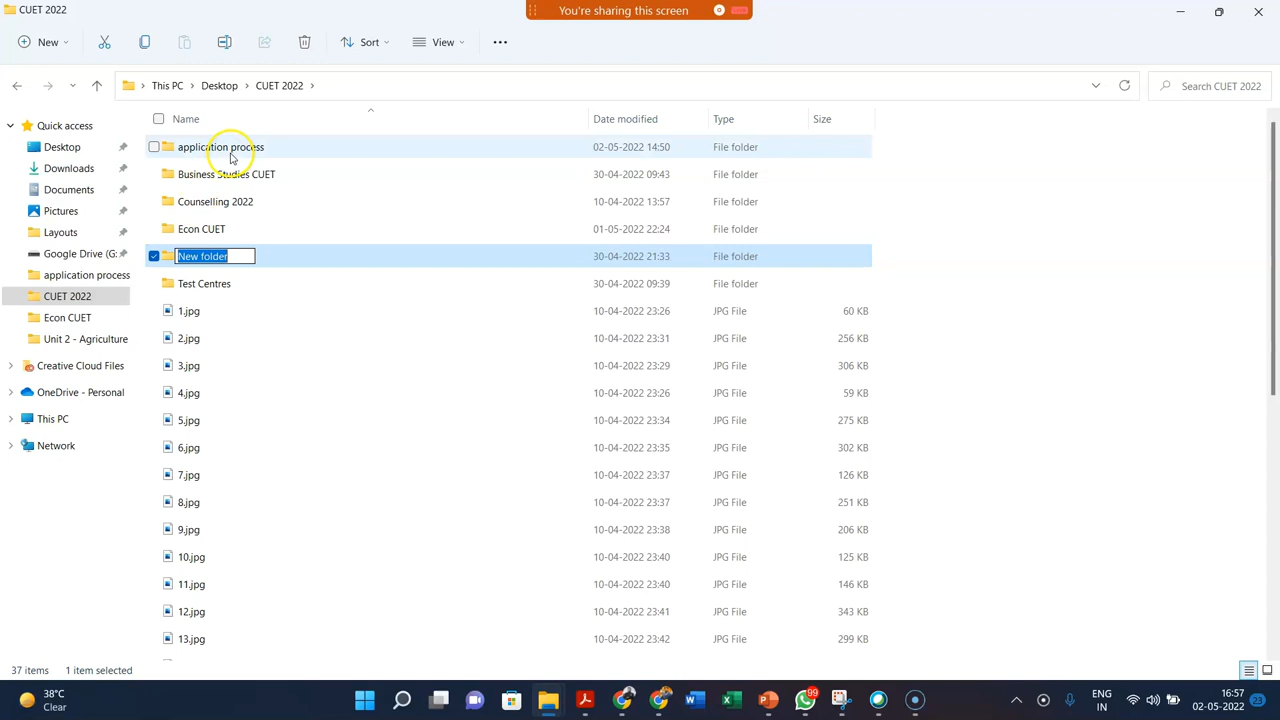 CUET 2022
You're sharing this screen
New
Sort
View
This PC
Desktop
CUET 2022
Search CUET 2022
Name
Date modified
Type
Size
Quick access
Desktop
Downloads
Documents
Pictures
Layouts
Google Drive (G:
application process
CUET 2022
Econ CUET
Unit 2 - Agriculture
Creative Cloud Files
OneDrive - Personal
This PC
Network
application process 02-05-2022 14:50 File folder
Business Studies CUET 30-04-2022 09:43 File folder
Counselling 2022 10-04-2022 13:57 File folder
Econ CUET 01-05-2022 22:24 File folder
New folder 30-04-2022 21:33 File folder
Test Centres 30-04-2022 09:39 File folder
1.jpg 10-04-2022 23:26 JPG File 60 KB
2.jpg 10-04-2022 23:31 JPG File 256 KB
3.jpg 10-04-2022 23:29 JPG File 306 KB
4.jpg 10-04-2022 23:26 JPG File 59 KB
5.jpg 10-04-2022 23:34 JPG File 275 KB
6.jpg 10-04-2022 23:35 JPG File 302 KB
7.jpg 10-04-2022 23:37 JPG File 126 KB
8.jpg 10-04-2022 23:37 JPG File 251 KB
9.jpg 10-04-2022 23:38 JPG File 206 KB
10.jpg 10-04-2022 23:40 JPG File 125 KB
11.jpg 10-04-2022 23:40 JPG File 146 KB
12.jpg 10-04-2022 23:41 JPG File 343 KB
13.jpg 10-04-2022 23:42 JPG File 299 KB
37 items 1 item selected
38°C
Clear
99
ENG
IN
16:57
02-05-2022
23